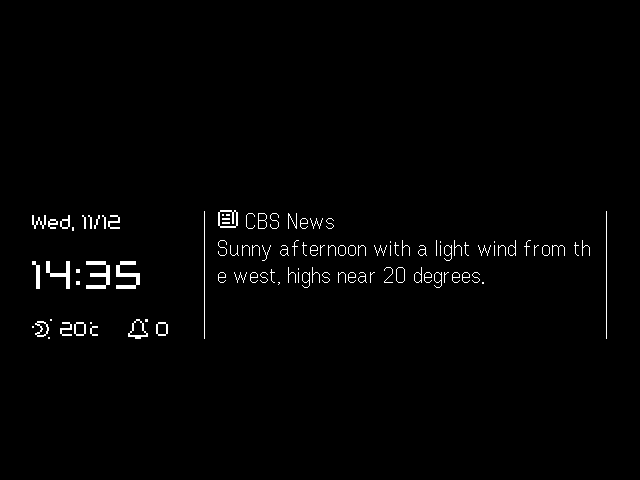 Wed, 11/12
14:35
20c 0
CBS News
Sunny afternoon with a light wind from th
e west, highs near 20 degrees.